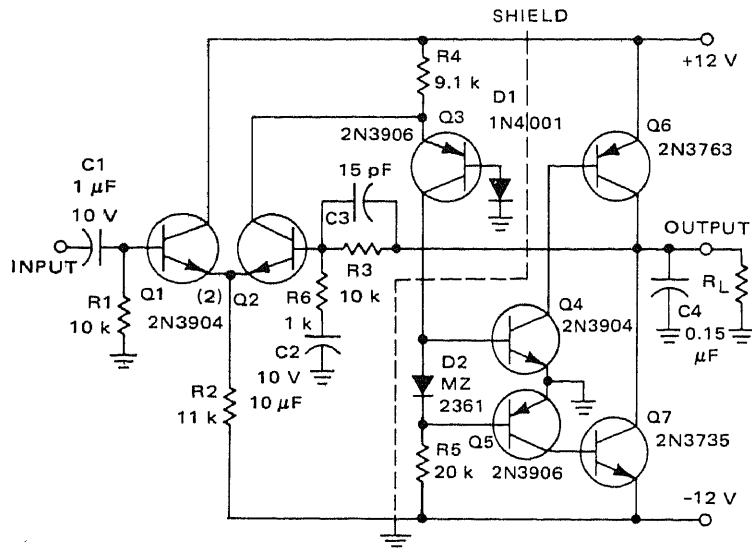 SHIELD
R4
9.1 k
+12 V
D1
1N4001
Q3
2N3906
Q6
2N3763
C1
1 µF
10 V
15 pF
C3
INPUT
OUTPUT
Q1
(2)
Q2
2N3904
R1
10 k
R3
10 k
R6
1 k
C2
10 V
10 µF
Q4
2N3904
RL
C4
0.15
µF
D2
MZ
2361
R2
11 k
R5
20 k
Q5
2N3906
Q7
2N3735
-12 V